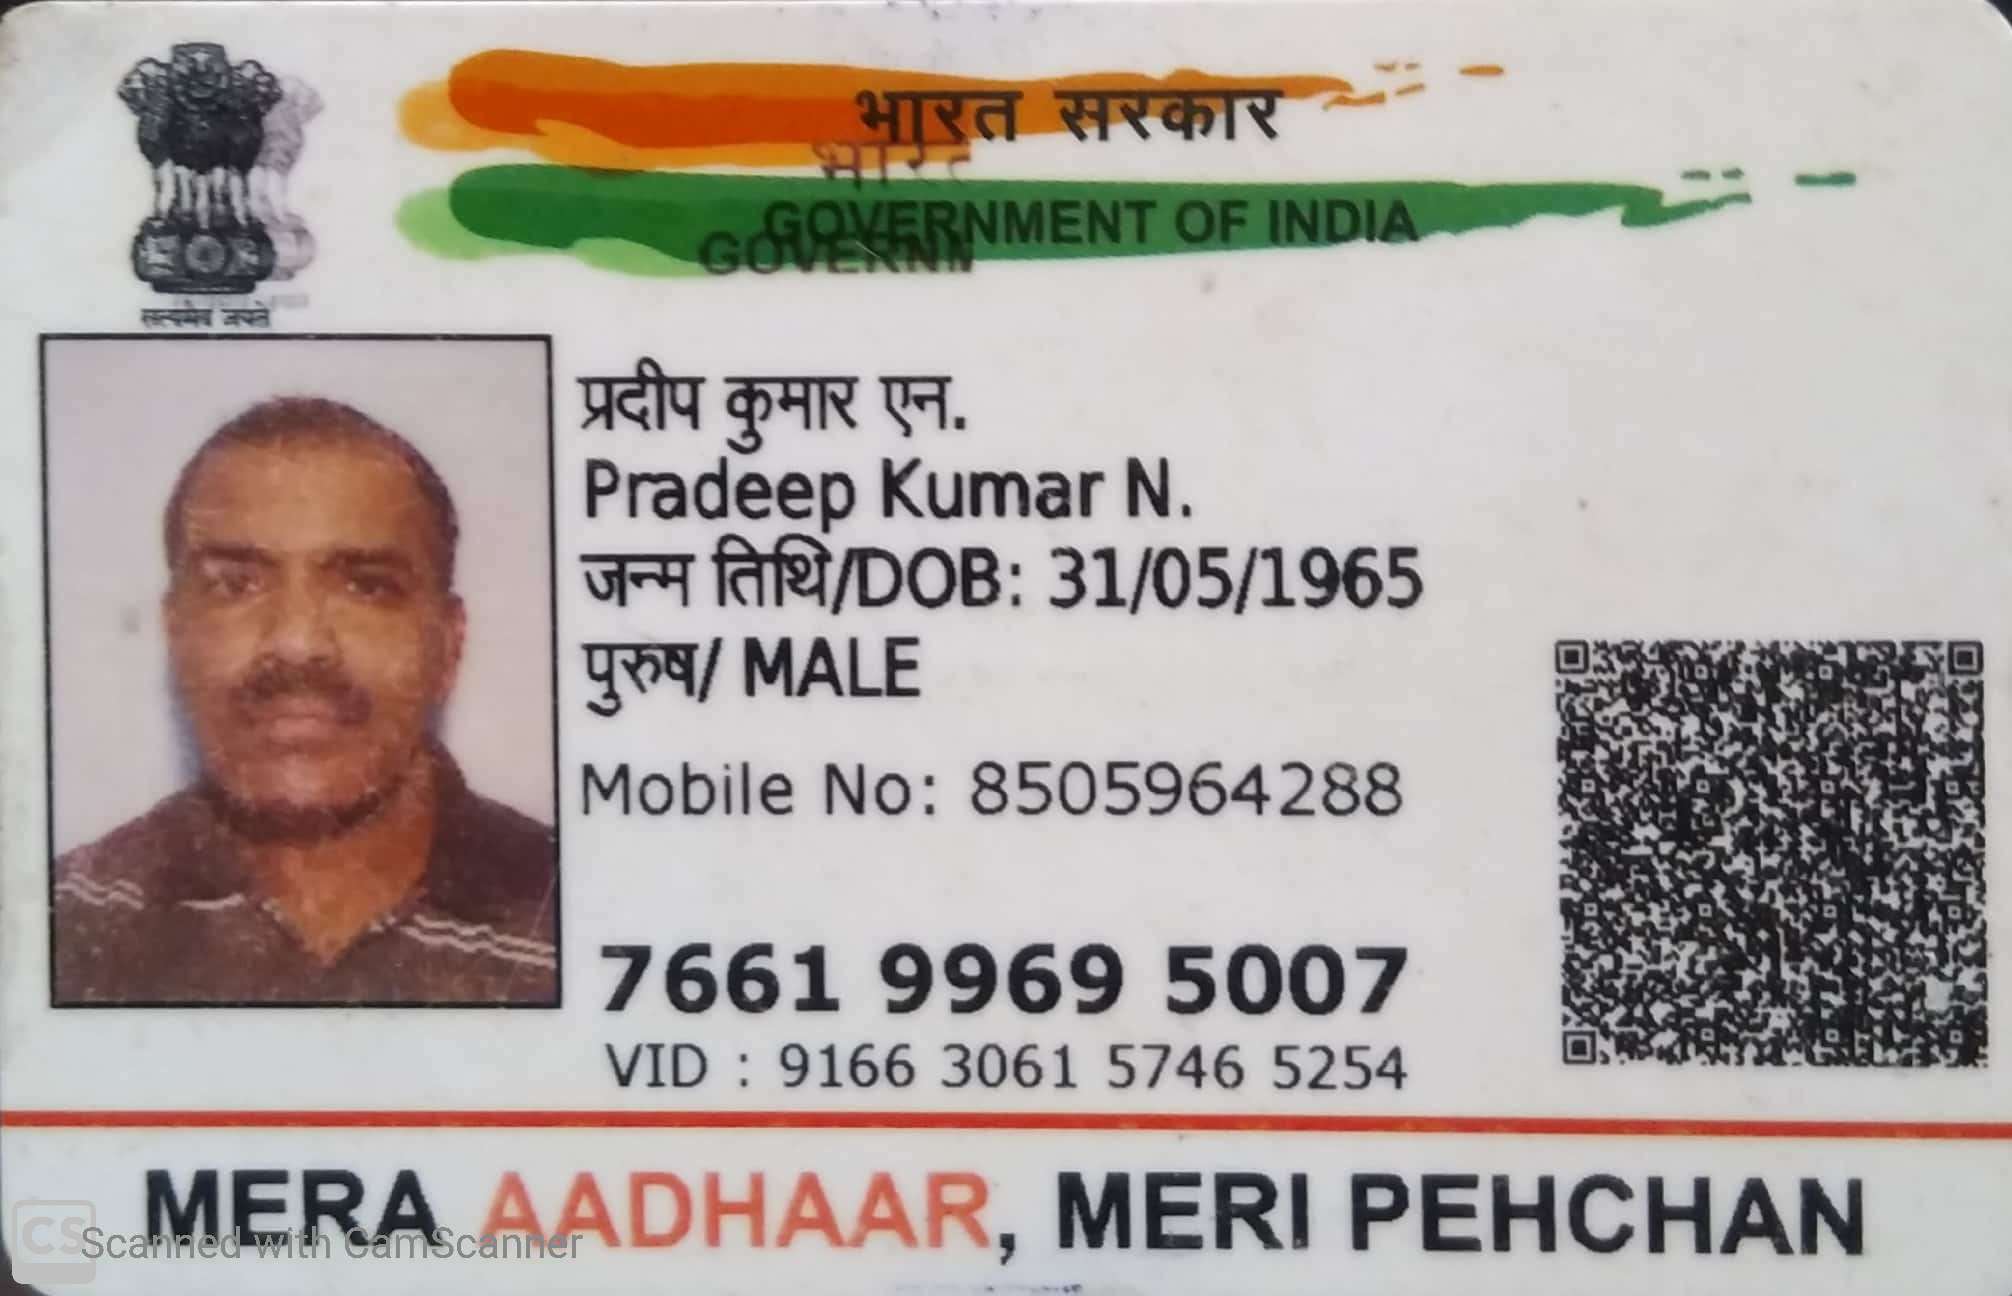 भारत सरकार
GOVERNMENT OF INDIA
सत्यमेव जयते
प्रदीप कुमार एन.
Pradeep Kumar N.
जन्म तिथि/DOB: 31/05/1965
पुरुष/ MALE
Mobile No: 8505964288
7661 9969 5007
VID : 9166 3061 5746 5254
MERA AADHAAR, MERI PEHCHAN
CS Scanned with CamScanner